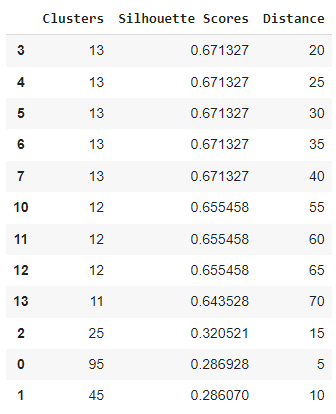 Clusters Silhouette Scores Distance
3 13 0.671327 20
4 13 0.671327 25
5 13 0.671327 30
6 13 0.671327 35
7 13 0.671327 40
10 12 0.655458 55
11 12 0.655458 60
12 12 0.655458 65
13 11 0.643528 70
2 25 0.320521 15
0 95 0.286928 5
1 45 0.286070 10